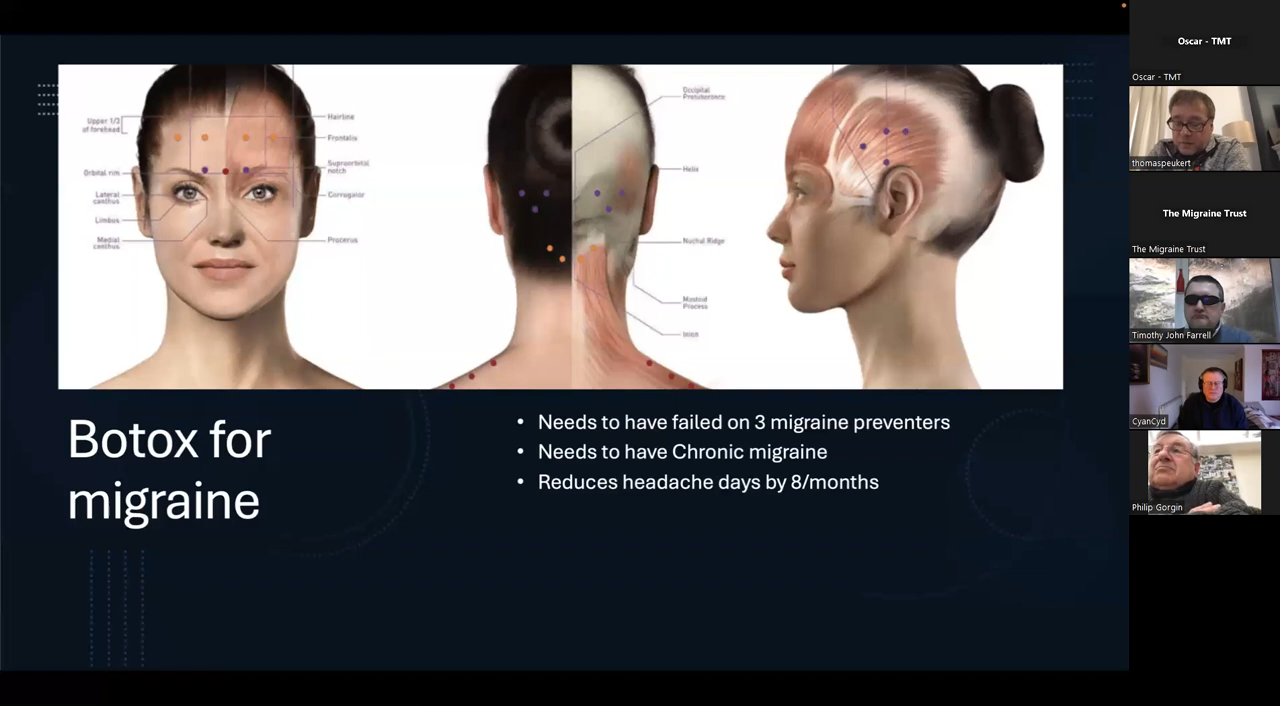 Upper 1/3
of forehead
Orbital rim
Lateral
canthus
Limbus
Medial
canthus
Hairline
Frontalis
Supraorbital
notch
Corrugator
Procerus
Occipital
Protuberance
Helix
Nuchal Ridge
Mastoid
Process
Inion
Botox for
migraine
• Needs to have failed on 3 migraine preventers
• Needs to have Chronic migraine
• Reduces headache days by 8/months
Oscar - TMT
Oscar - TMT
thomaspeukert
The Migraine Trust
The Migraine Trust
Timothy John Farrell
CyanCyd
Philip Gorgin